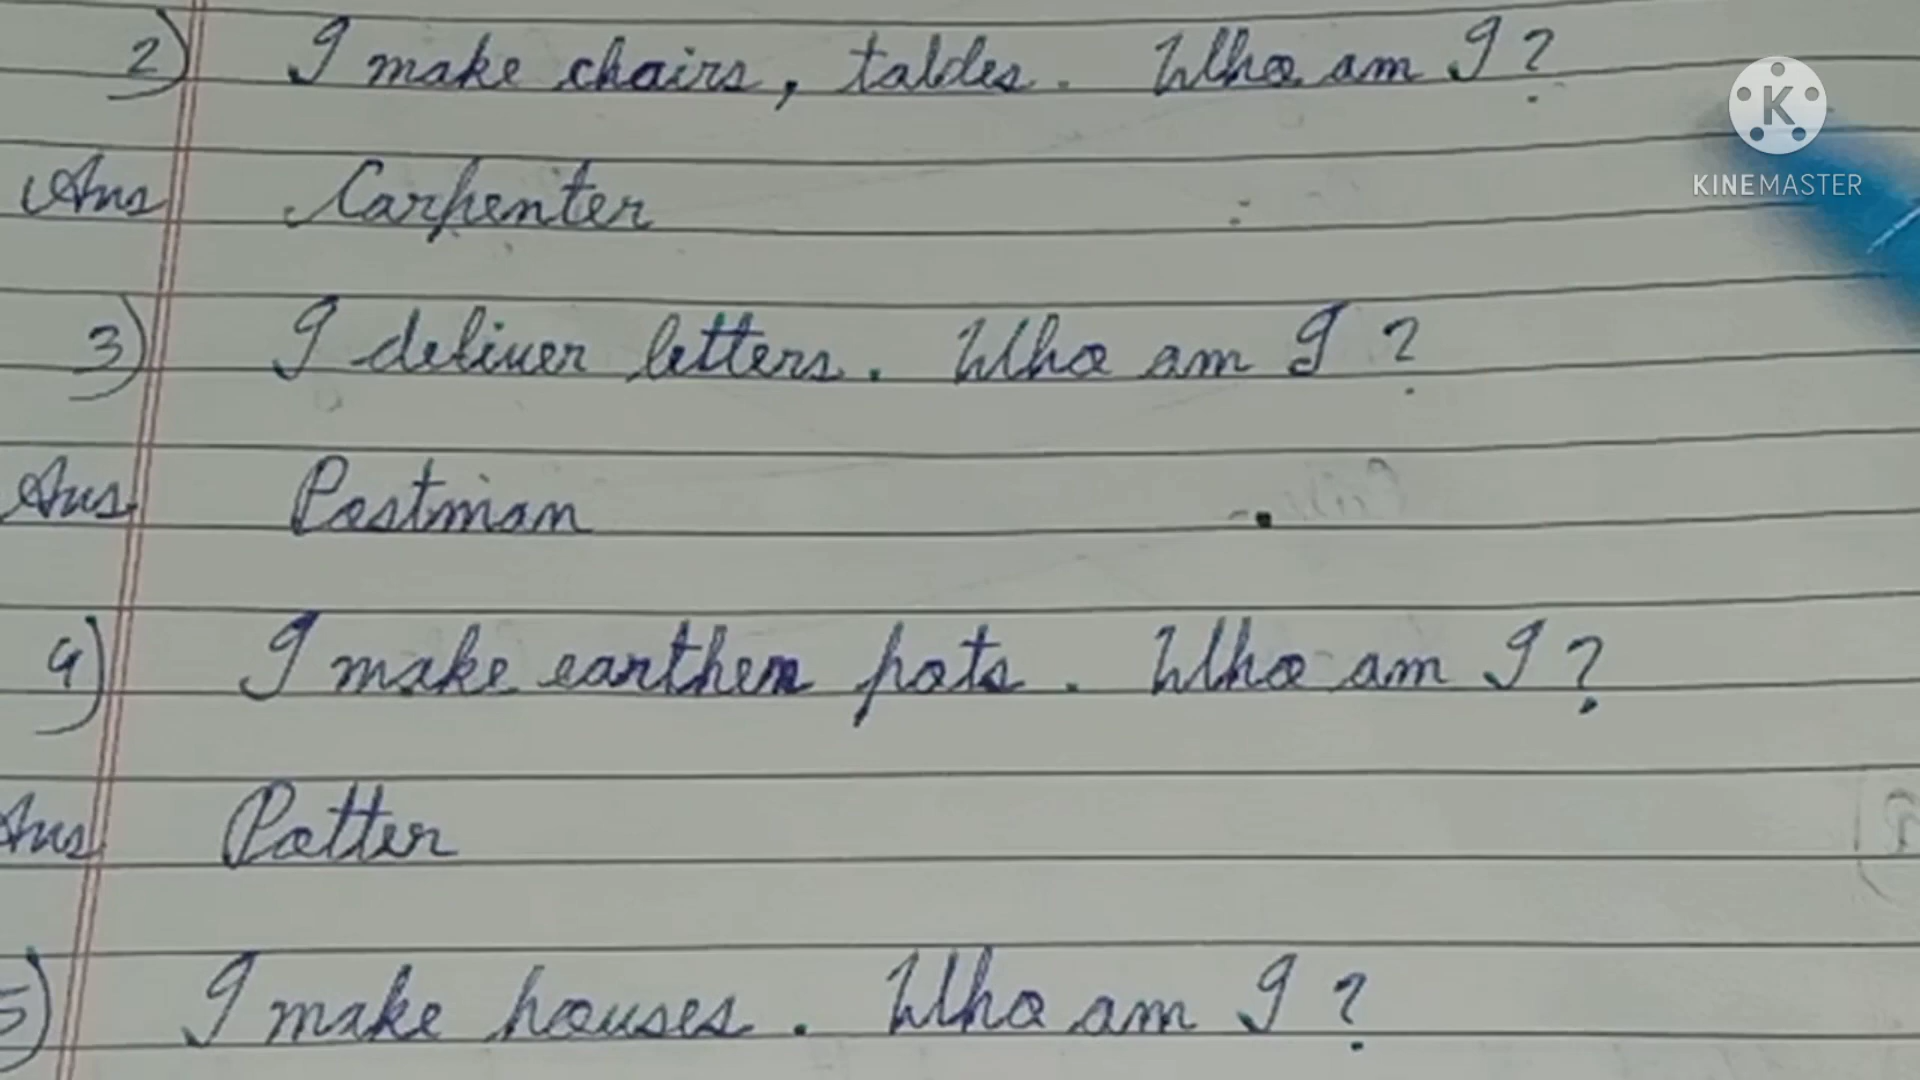 2) I make chairs, tables. Who am I?
Ans Carpenter
3) I deliver letters. Who am I?
Ans Postman
4) I make earthen pots. Who am I?
Ans Potter
5) I make houses. Who am I?
K
KINEMASTER